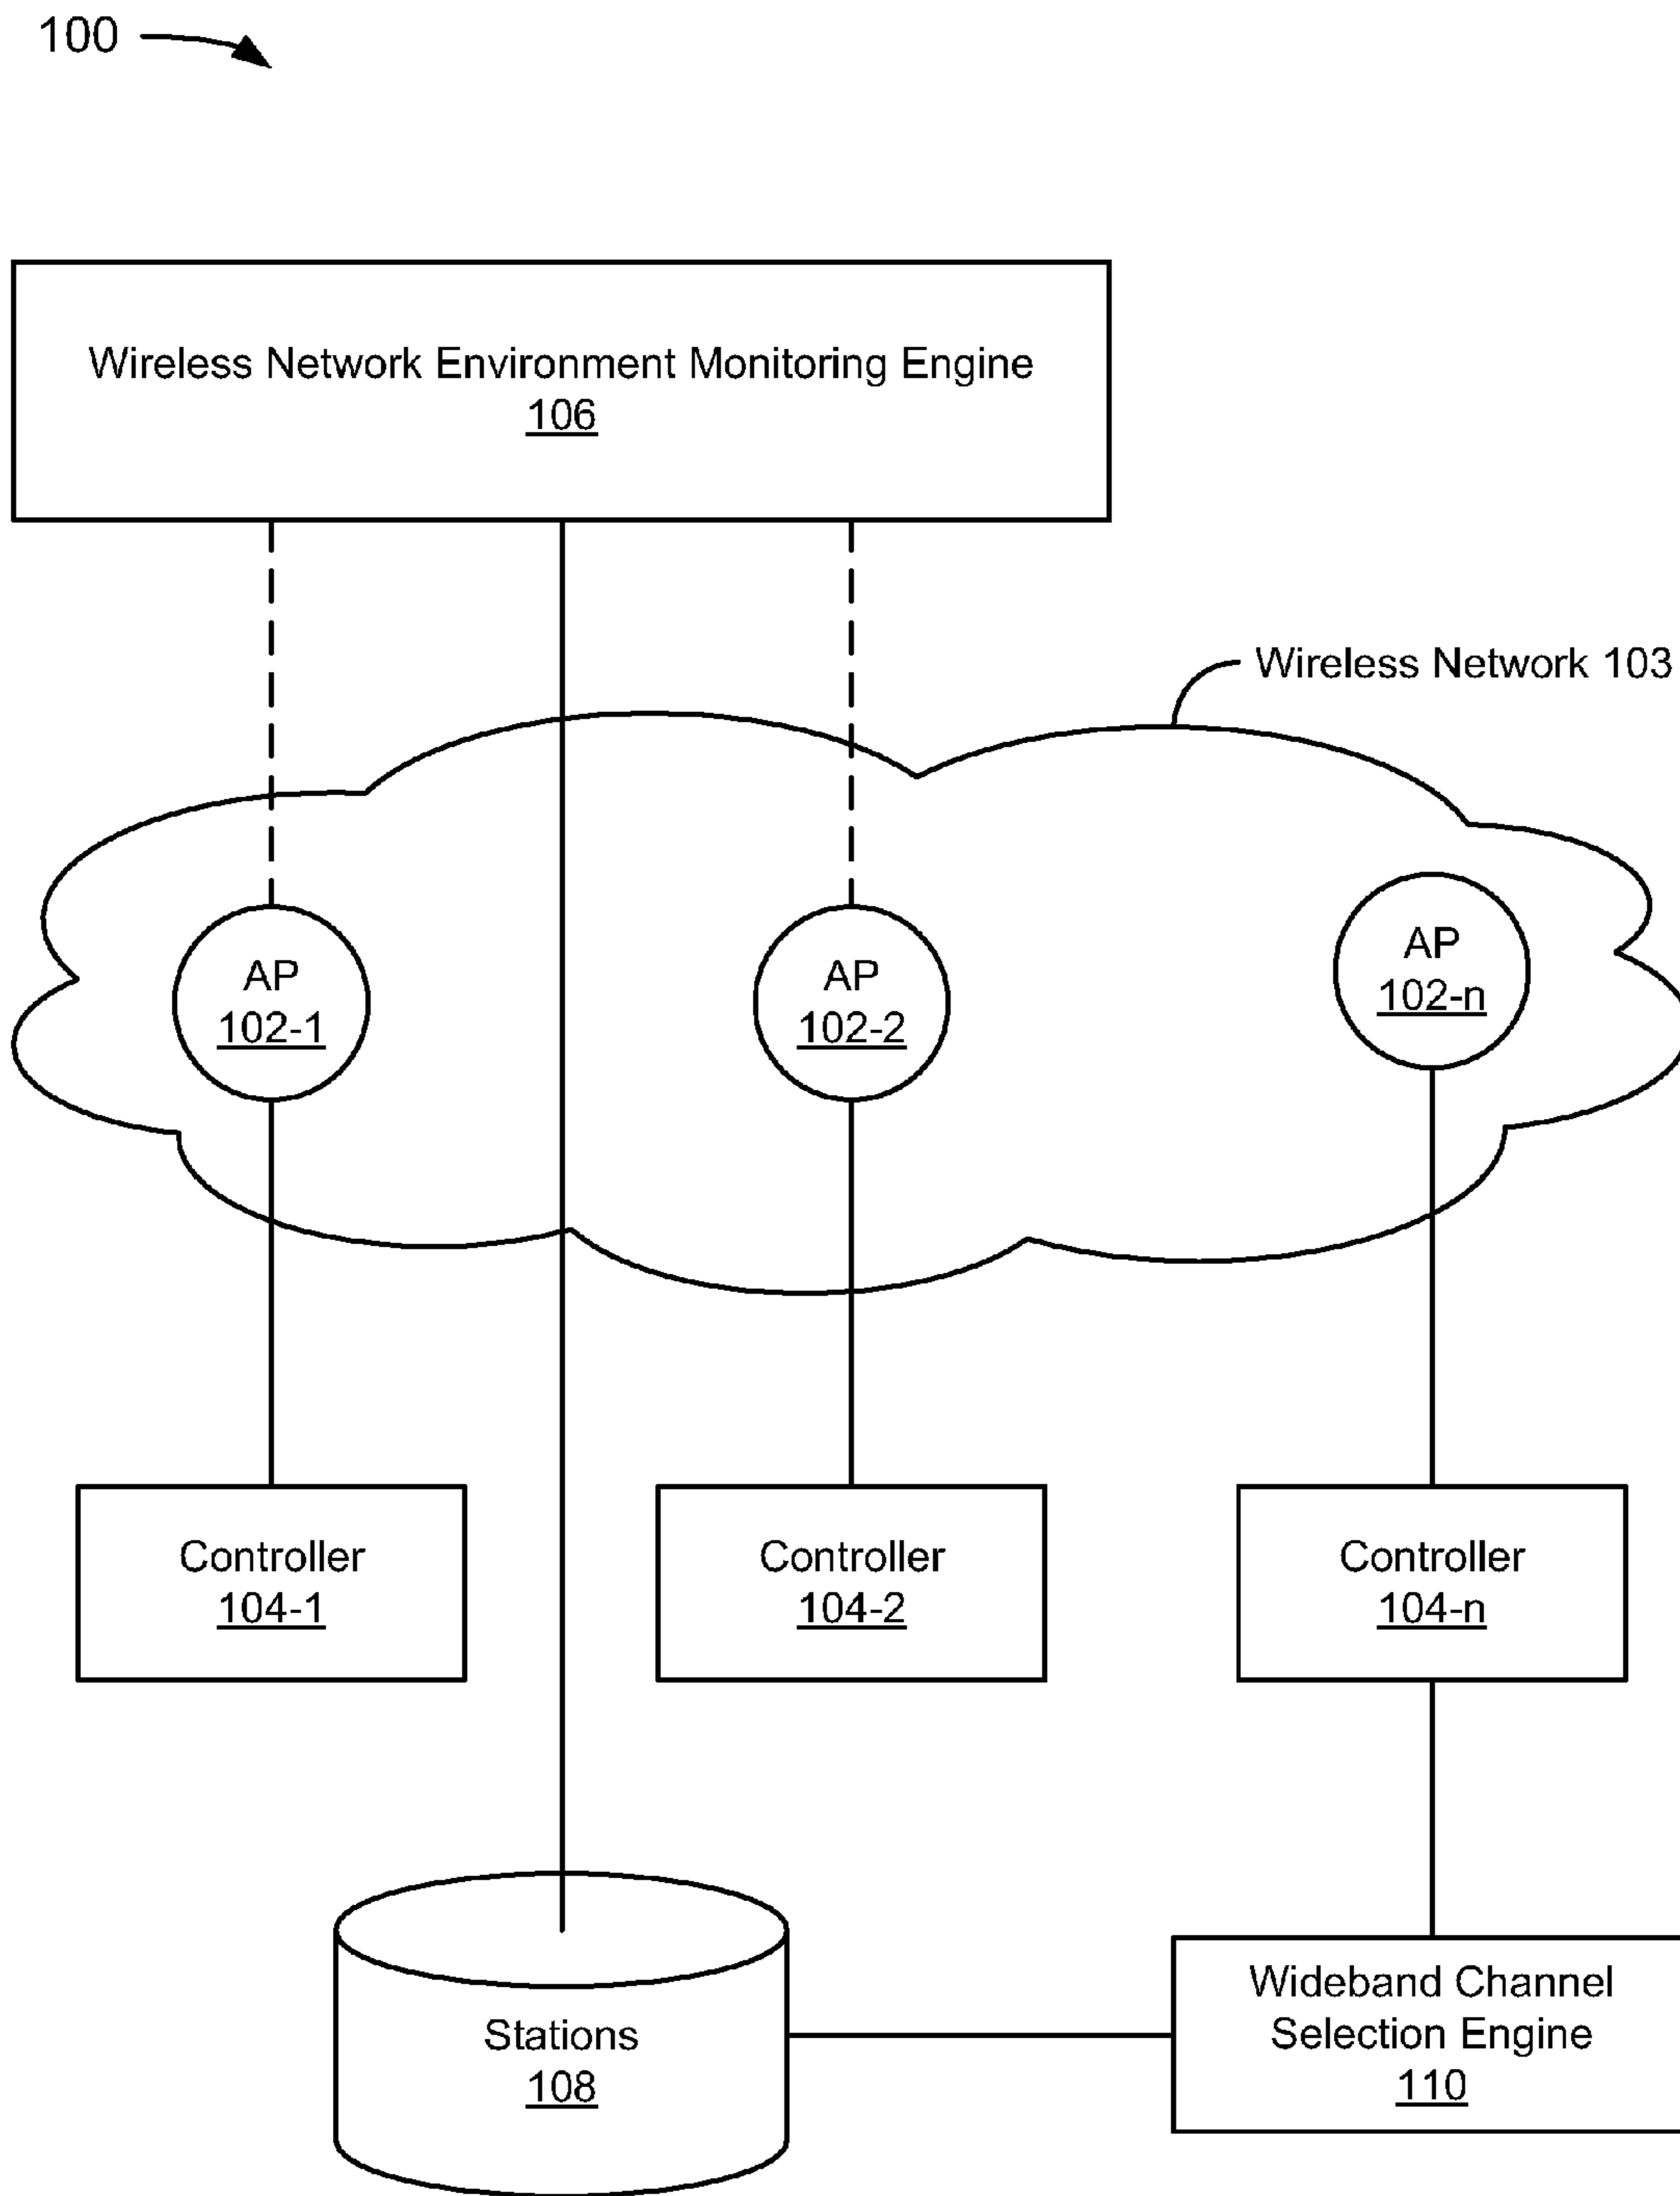 100
Wireless Network Environment Monitoring Engine
106
Wireless Network 103
AP
102-1
AP
102-2
AP
102-n
Controller
104-1
Controller
104-2
Controller
104-n
Stations
108
Wideband Channel
Selection Engine
110